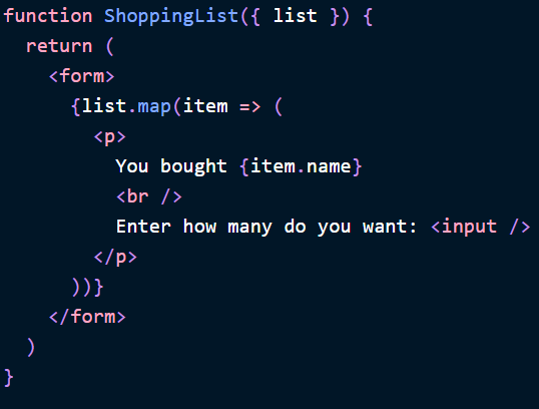 function ShoppingList({ list }) {
  return (
    <form>
      {list.map(item => (
        <p>
          You bought {item.name}
          <br />
          Enter how many do you want: <input />
        </p>
      ))}
    </form>
  )
}